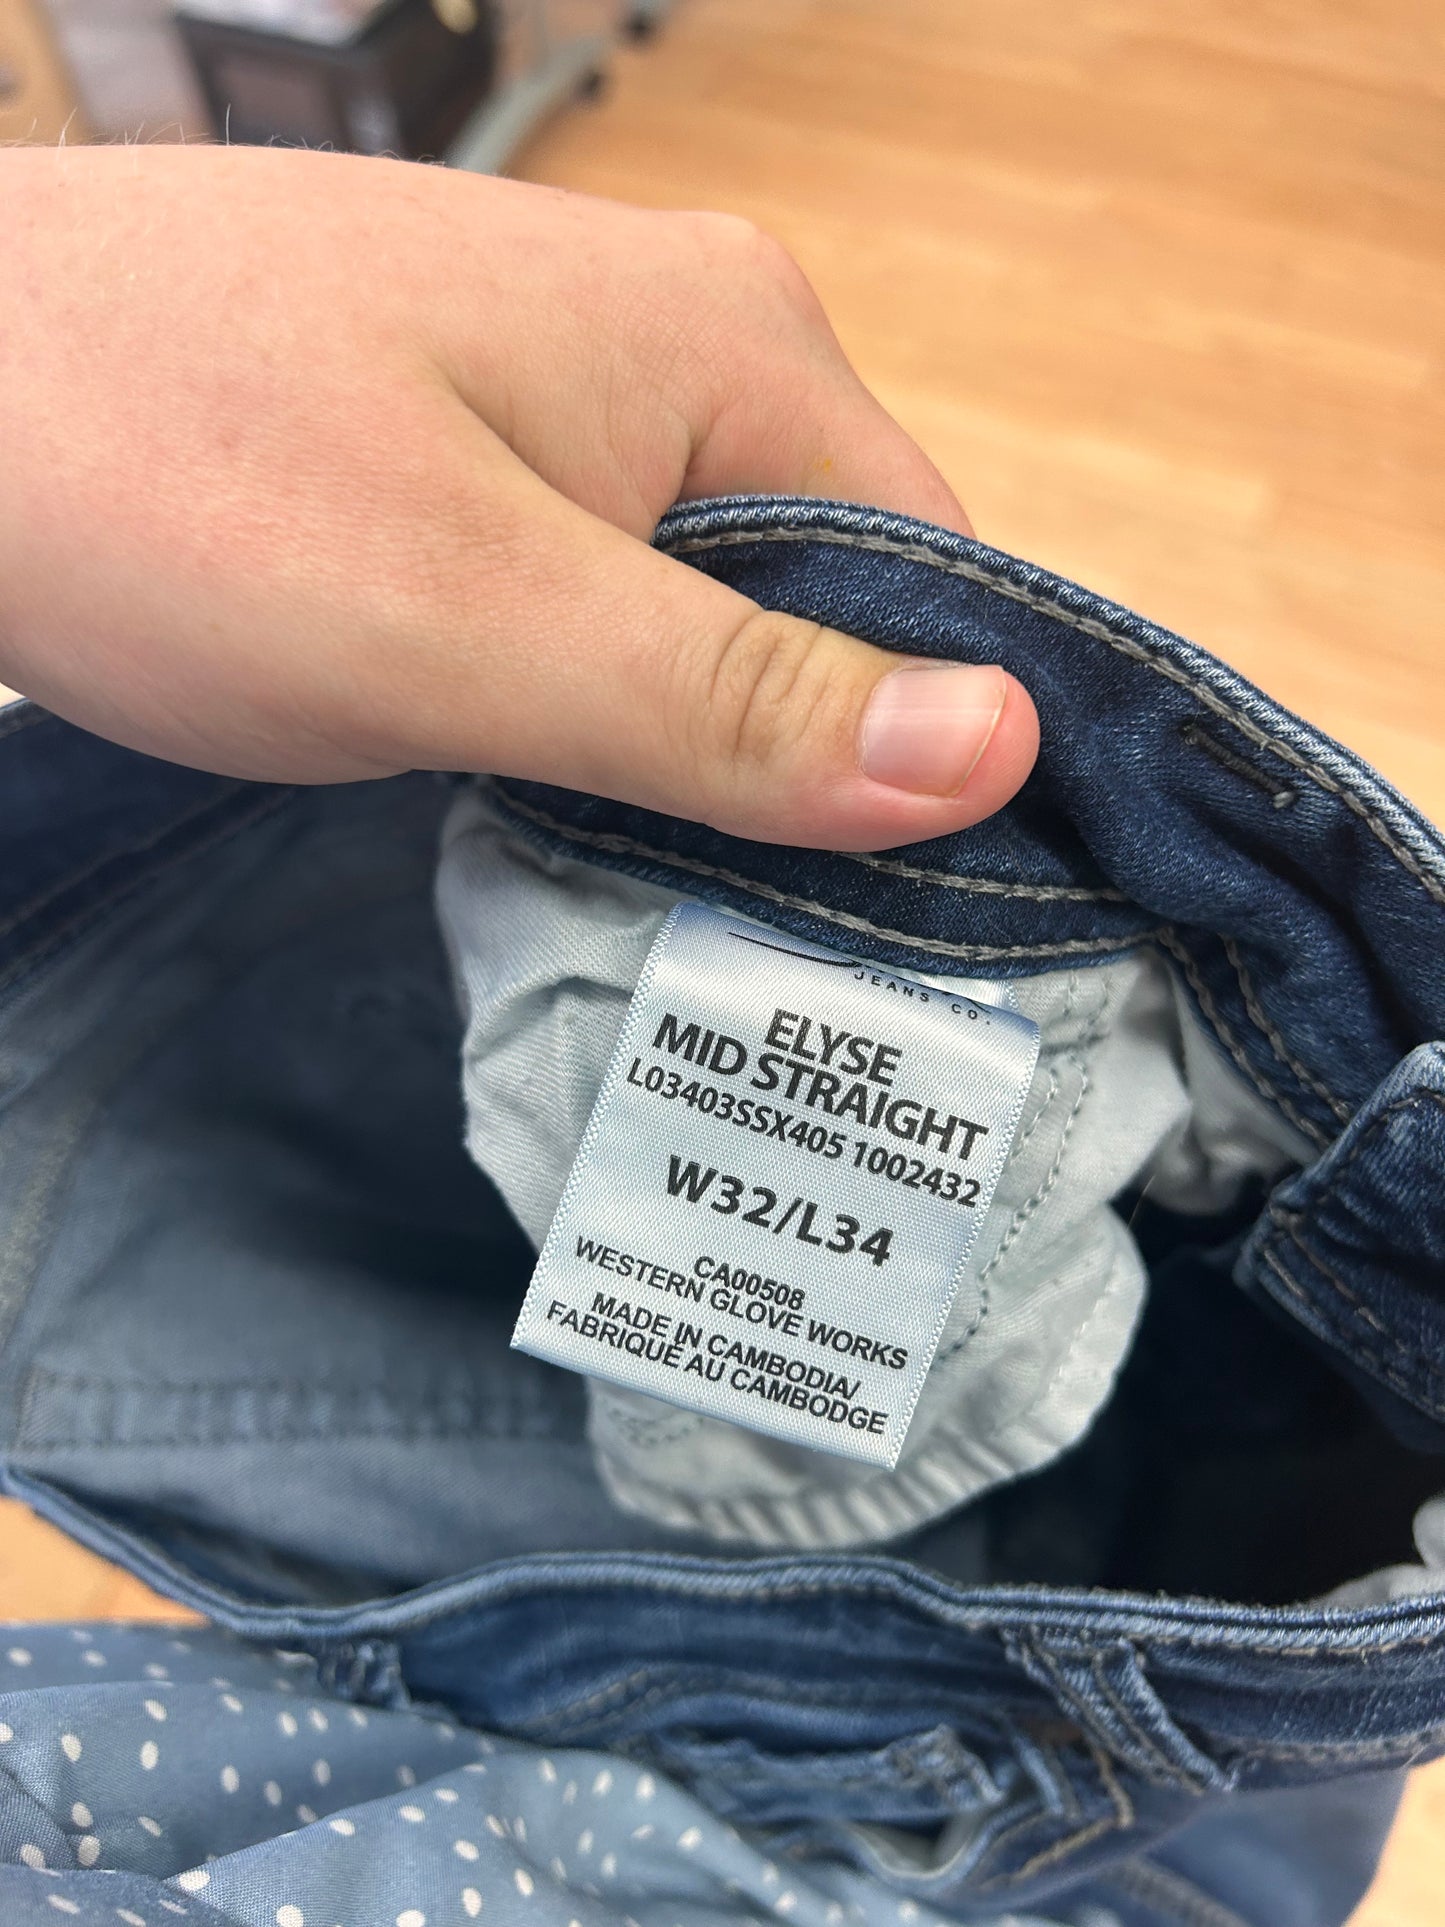 JEANS CO.
ELYSE
MID STRAIGHT
L03403SSX405 1002432
W32/L34
CA00508
WESTERN GLOVE WORKS
MADE IN CAMBODIA/
FABRIQUÉ AU CAMBODGE